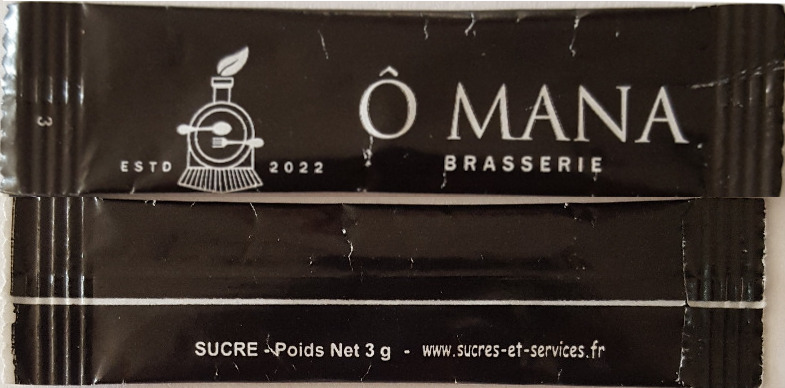 Ô MANA
BRASSERIE
ESTD 2022
3
SUCRE - Poids Net 3 g - www.sucres-et-services.fr